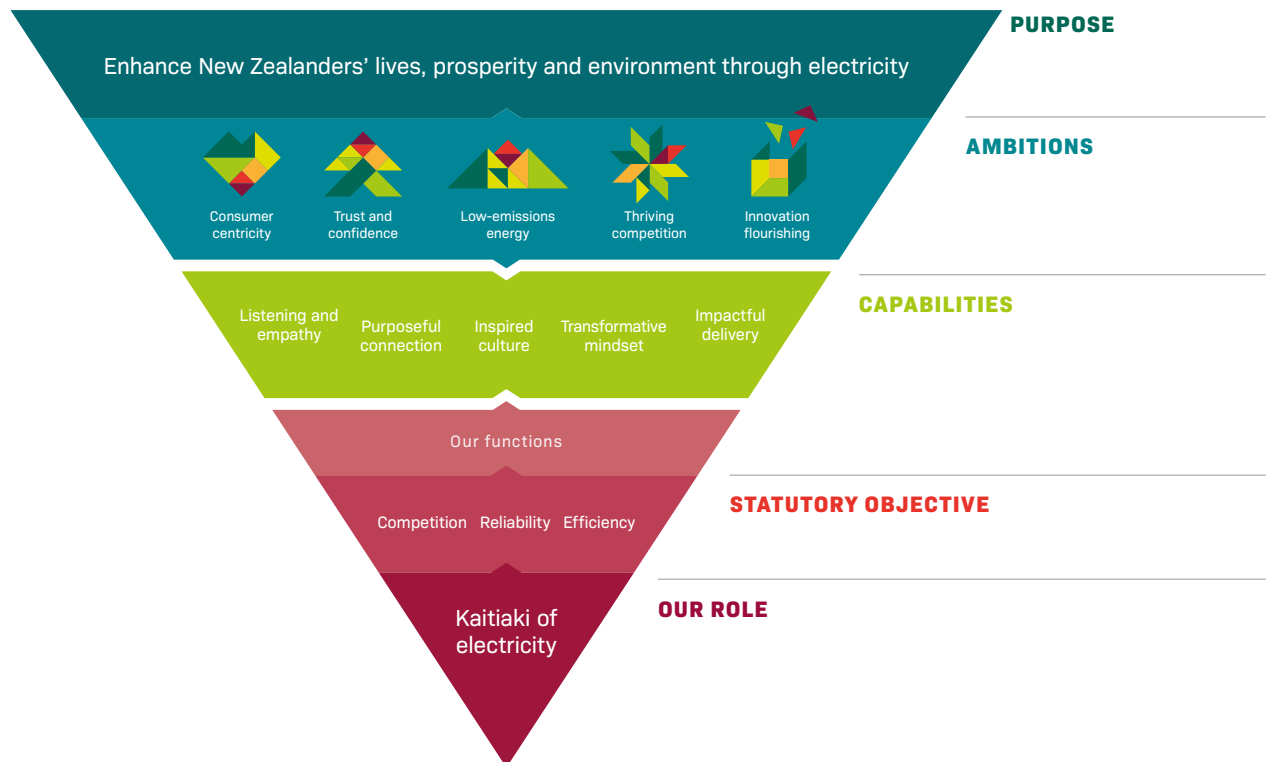 PURPOSE
Enhance New Zealanders’ lives, prosperity and environment through electricity
AMBITIONS
Consumer
centricity
Trust and
confidence
Low-emissions
energy
Thriving
competition
Innovation
flourishing
CAPABILITIES
Listening and
empathy
Purposeful
connection
Inspired
culture
Transformative
mindset
Impactful
delivery
Our functions
STATUTORY OBJECTIVE
Competition Reliability Efficiency
OUR ROLE
Kaitiaki of
electricity